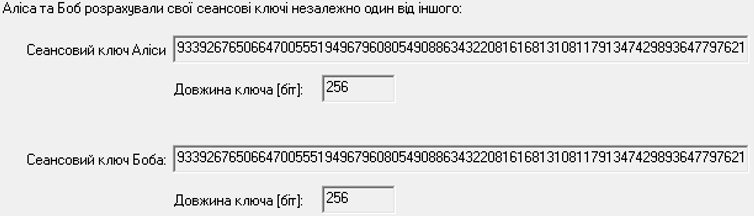 Аліса та Боб розрахували свої сеансові ключі незалежно один від іншого:
Сеансовий ключ Аліси 93392676506647005551949679608054908863432208161681310811791347429893647797621
Довжина ключа [біт]: 256
Сеансовий ключ Боба: 93392676506647005551949679608054908863432208161681310811791347429893647797621
Довжина ключа [біт]: 256